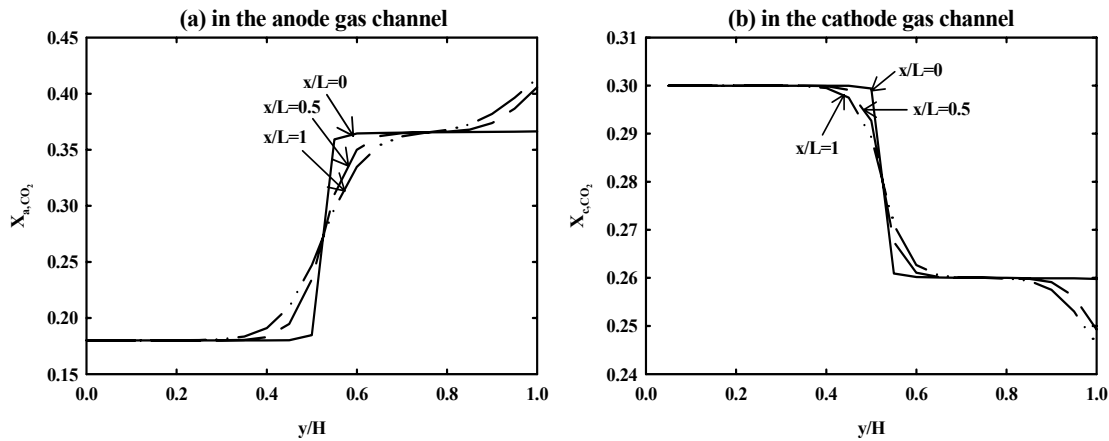 (a) in the anode gas channel
0.45
0.40
0.35
0.30
0.25
0.20
0.15
X_a,CO₂
x/L=0
x/L=0.5
x/L=1
0.0 0.2 0.4 0.6 0.8 1.0
y/H
(b) in the cathode gas channel
0.31
0.30
0.29
0.28
0.27
0.26
0.25
0.24
X_c,CO₂
x/L=0
x/L=0.5
x/L=1
0.0 0.2 0.4 0.6 0.8 1.0
y/H